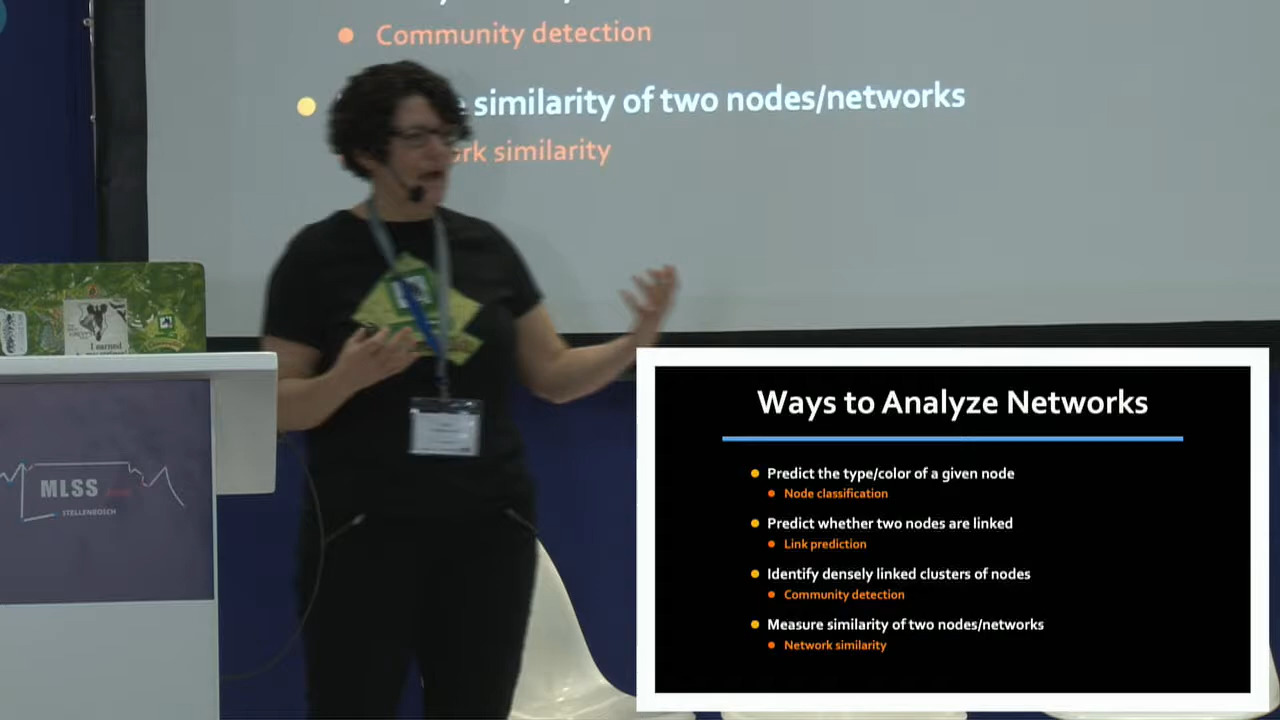 Community detection
similarity of two nodes/networks
similarity
I earned
MLSS
STELLENBOSCH
Ways to Analyze Networks
Predict the type/color of a given node
Node classification
Predict whether two nodes are linked
Link prediction
Identify densely linked clusters of nodes
Community detection
Measure similarity of two nodes/networks
Network similarity